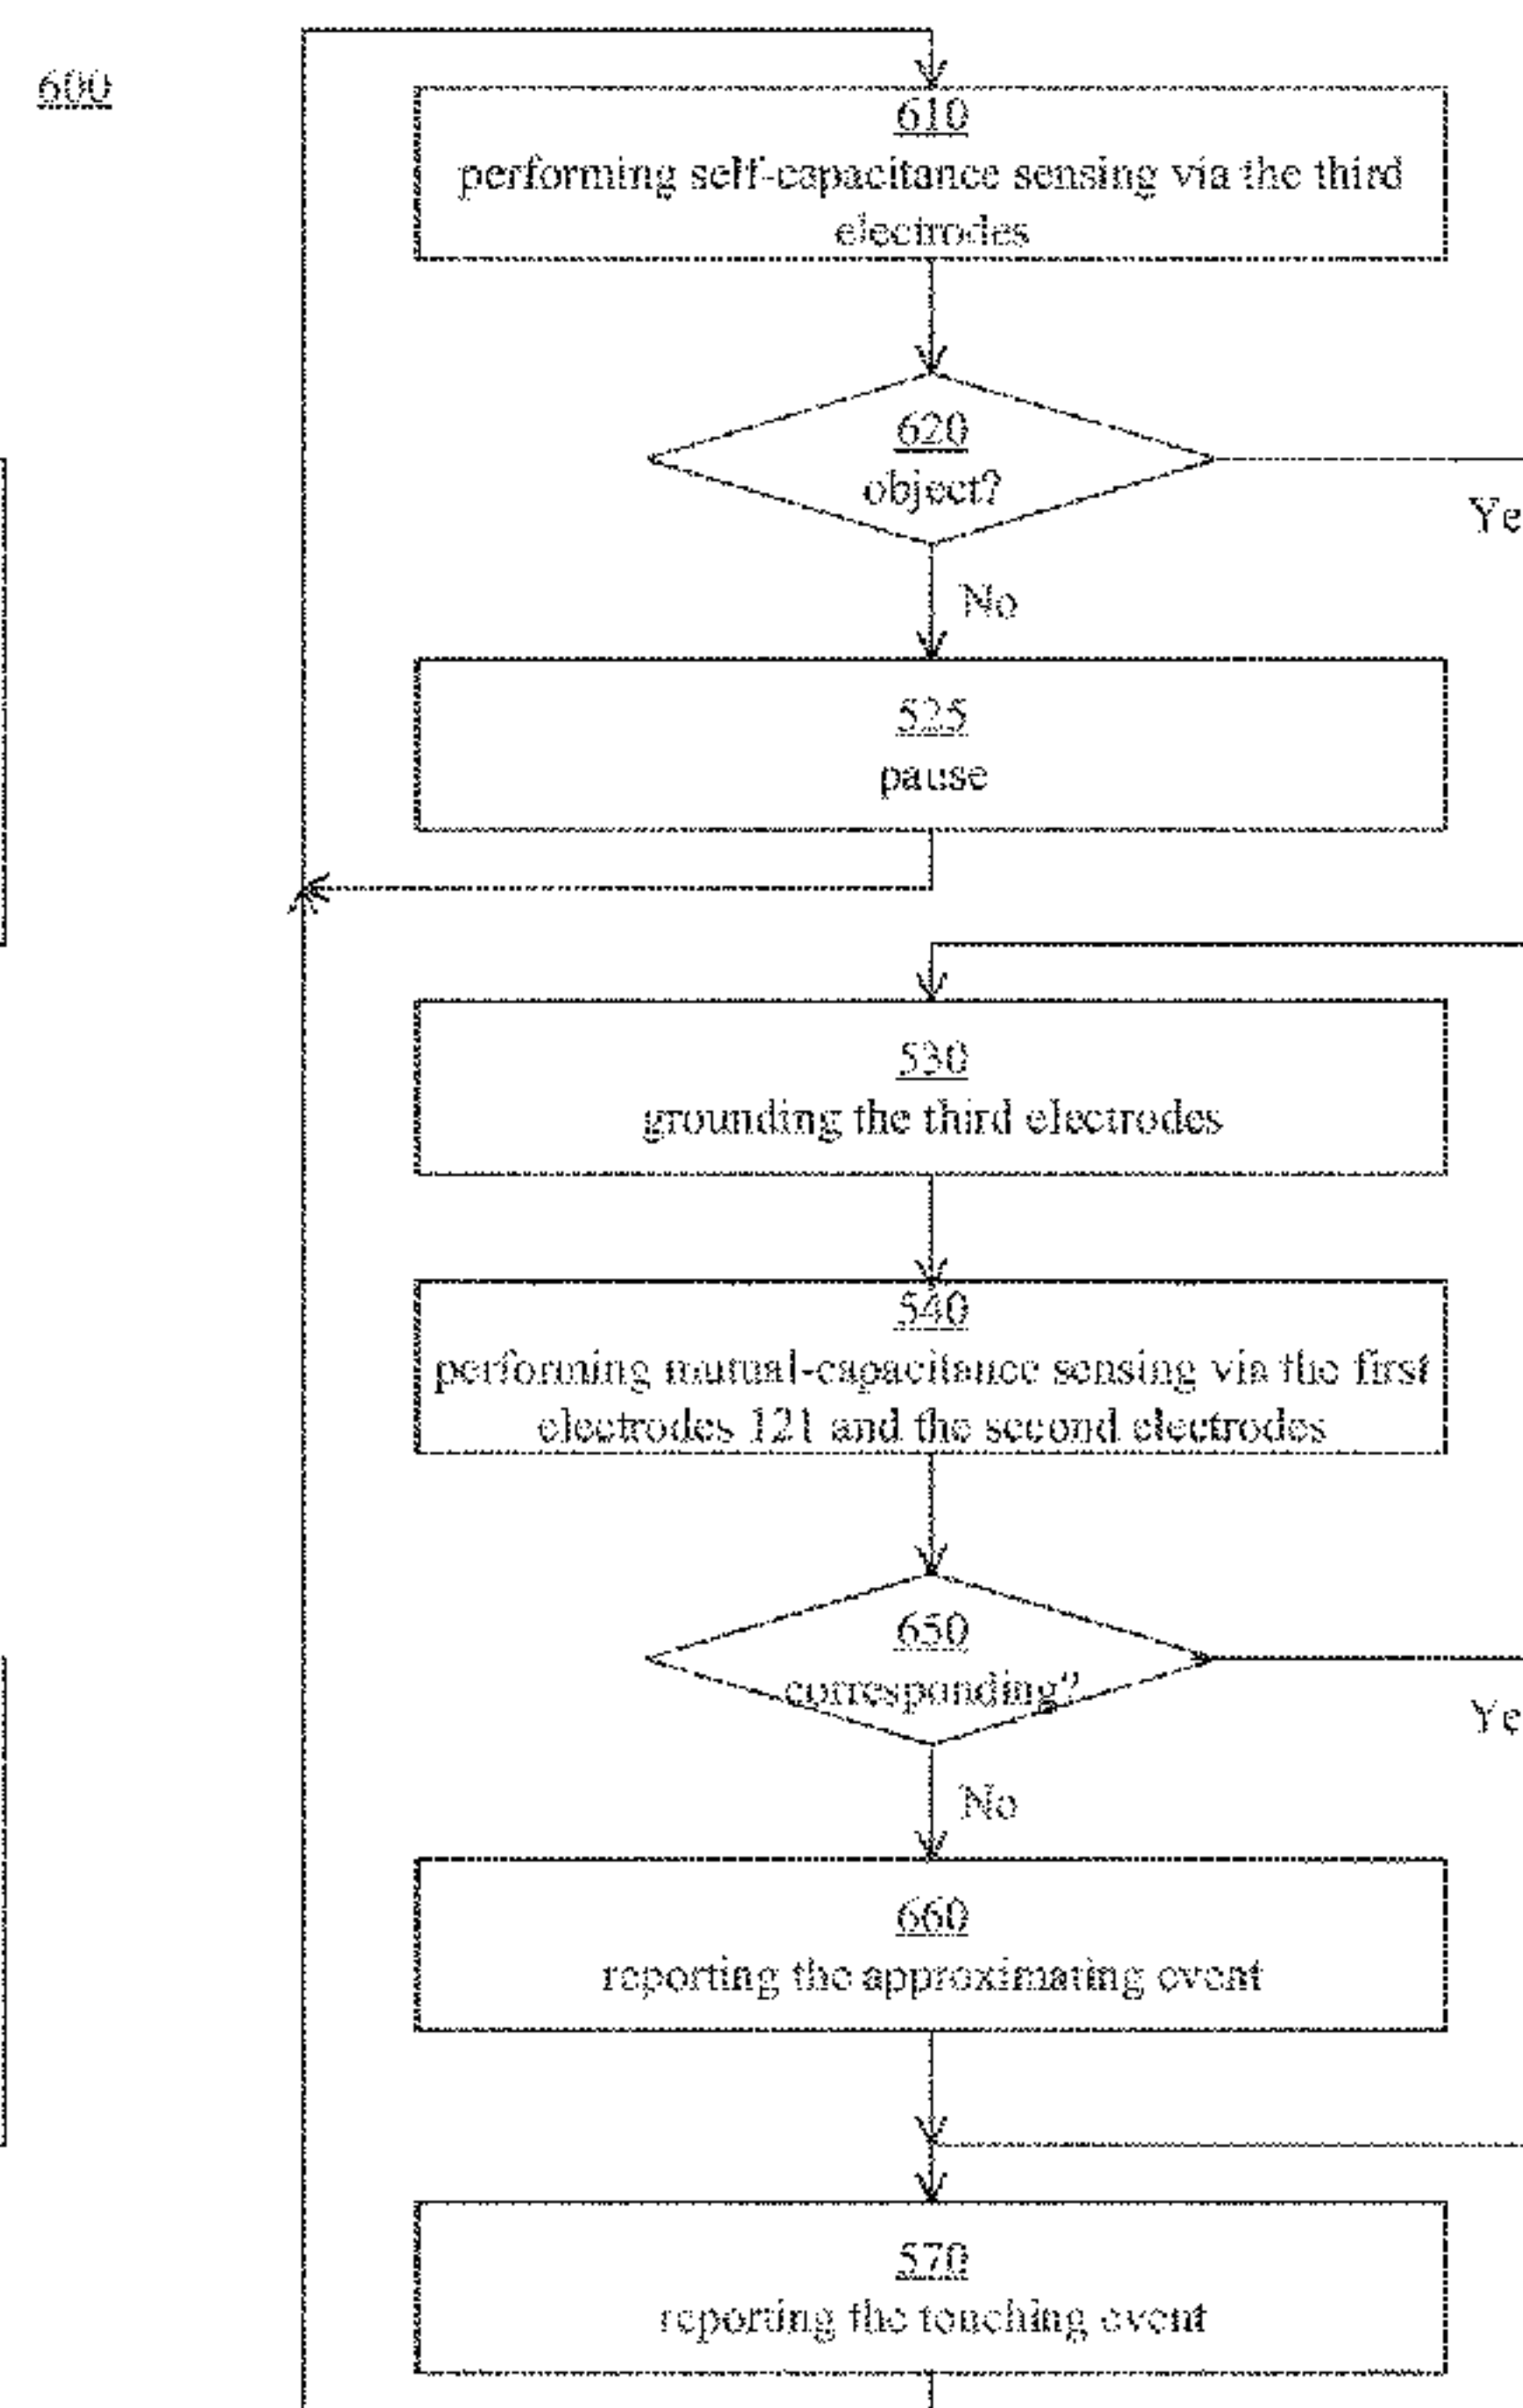 600
610
performing self-capacitance sensing via the third
electrodes
620
object?
Ye
No
525
pause
530
grounding the third electrodes
540
performing mutual-capacitance sensing via the first
electrodes 121 and the second electrodes
650
corresponding?
Ye
No
660
reporting the approximating event
570
reporting the touching event